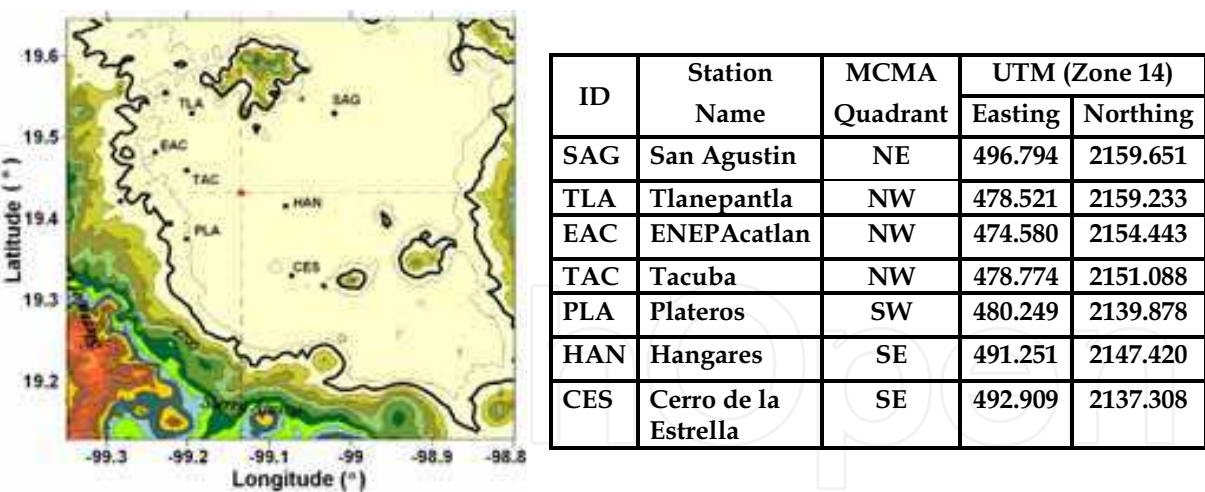 19.6
19.5
19.4
19.3
19.2
Latitude (°)
TLA
SAG
EAC
TAC
HAN
PLA
CES
-99.3 -99.2 -99.1 -99 -98.9 -98.8
Longitude (°)
ID Station Name MCMA Quadrant UTM (Zone 14)
Easting Northing
SAG San Agustin NE 496.794 2159.651
TLA Tlanepantla NW 478.521 2159.233
EAC ENEPAcatlan NW 474.580 2154.443
TAC Tacuba NW 478.774 2151.088
PLA Plateros SW 480.249 2139.878
HAN Hangares SE 491.251 2147.420
CES Cerro de la Estrella SE 492.909 2137.308